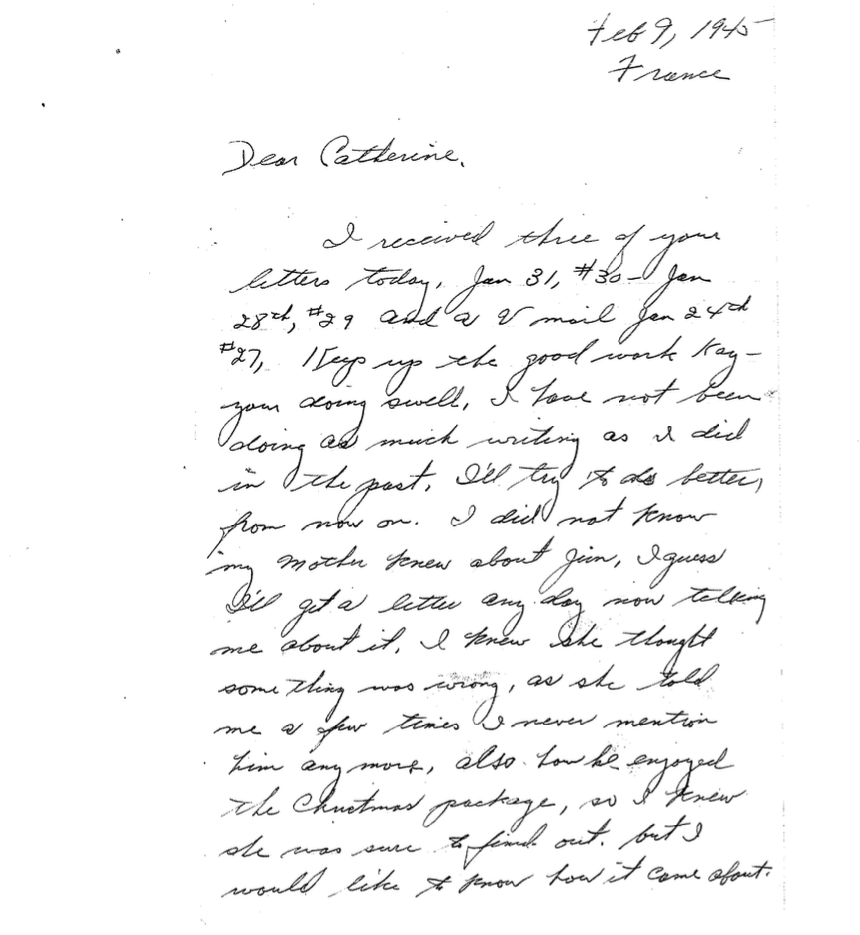 Feb 9, 1945
France
Dear Catherine,
I received three of your
letters today, Jan 31, #30 - Jan
28th, #29 and a V mail Jan 24th
#27, Keep up the good work Kay -
your doing swell, I have not been
doing as much writing as I did
in the past, I'll try to do better,
from now on. I did not know
my mother knew about Jim, I guess
I'll get a letter any day now telling
me about it, I knew she thought
something was wrong, as she told
me a few times I never mention
him any more, also how he enjoyed
the Christmas package, so I knew
she was sure to find out. but I
would like to know how it came about.